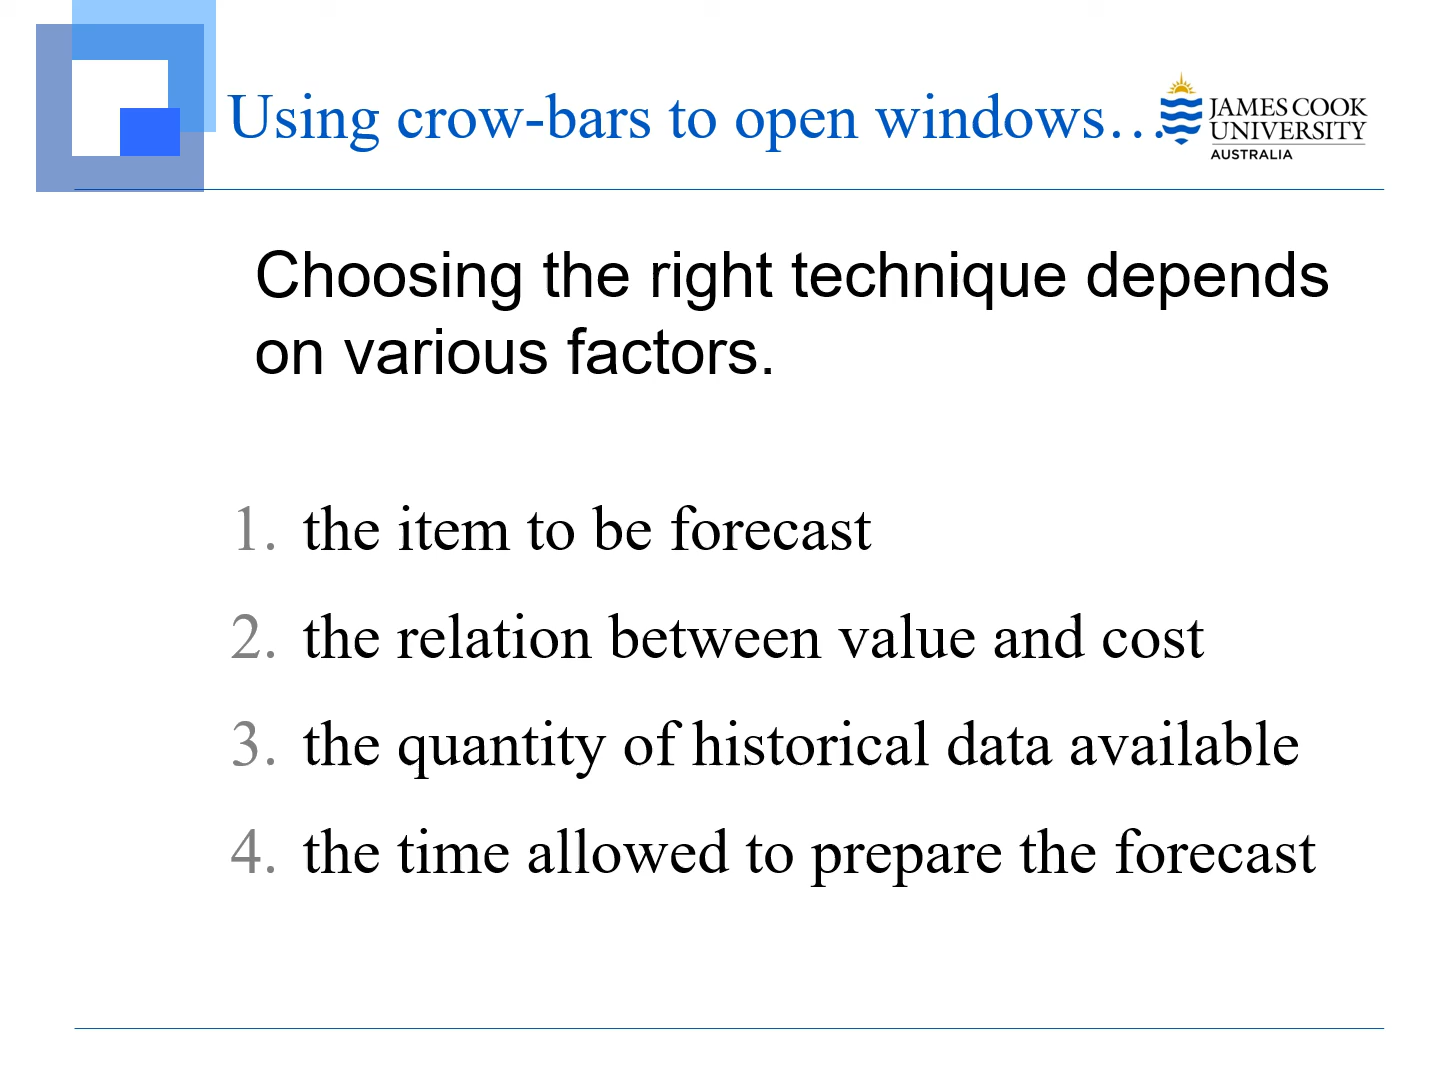 Using crow-bars to open windows…
JAMES COOK
UNIVERSITY
AUSTRALIA
Choosing the right technique depends
on various factors.
1. the item to be forecast
2. the relation between value and cost
3. the quantity of historical data available
4. the time allowed to prepare the forecast